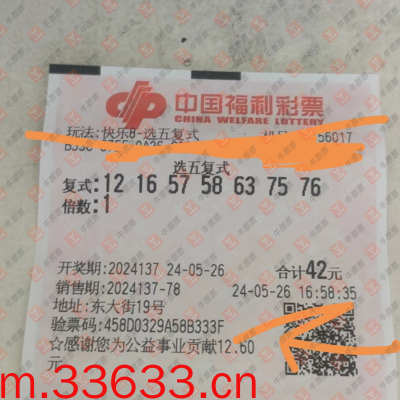 中国福利彩票
CHINA WELFARE LOTTERY
玩法:快乐8-选五复式
56017
选五复式
复式:12 16 57 58 63 75 76
倍数:1
开奖期:2024137 24-05-26 合计42元
销售期:2024137-78 24-05-26 16:58:35
地址:东大街19号
验票码:458D0329A58B333F
☆感谢您为公益事业贡献12.60
元
m.33633.cn